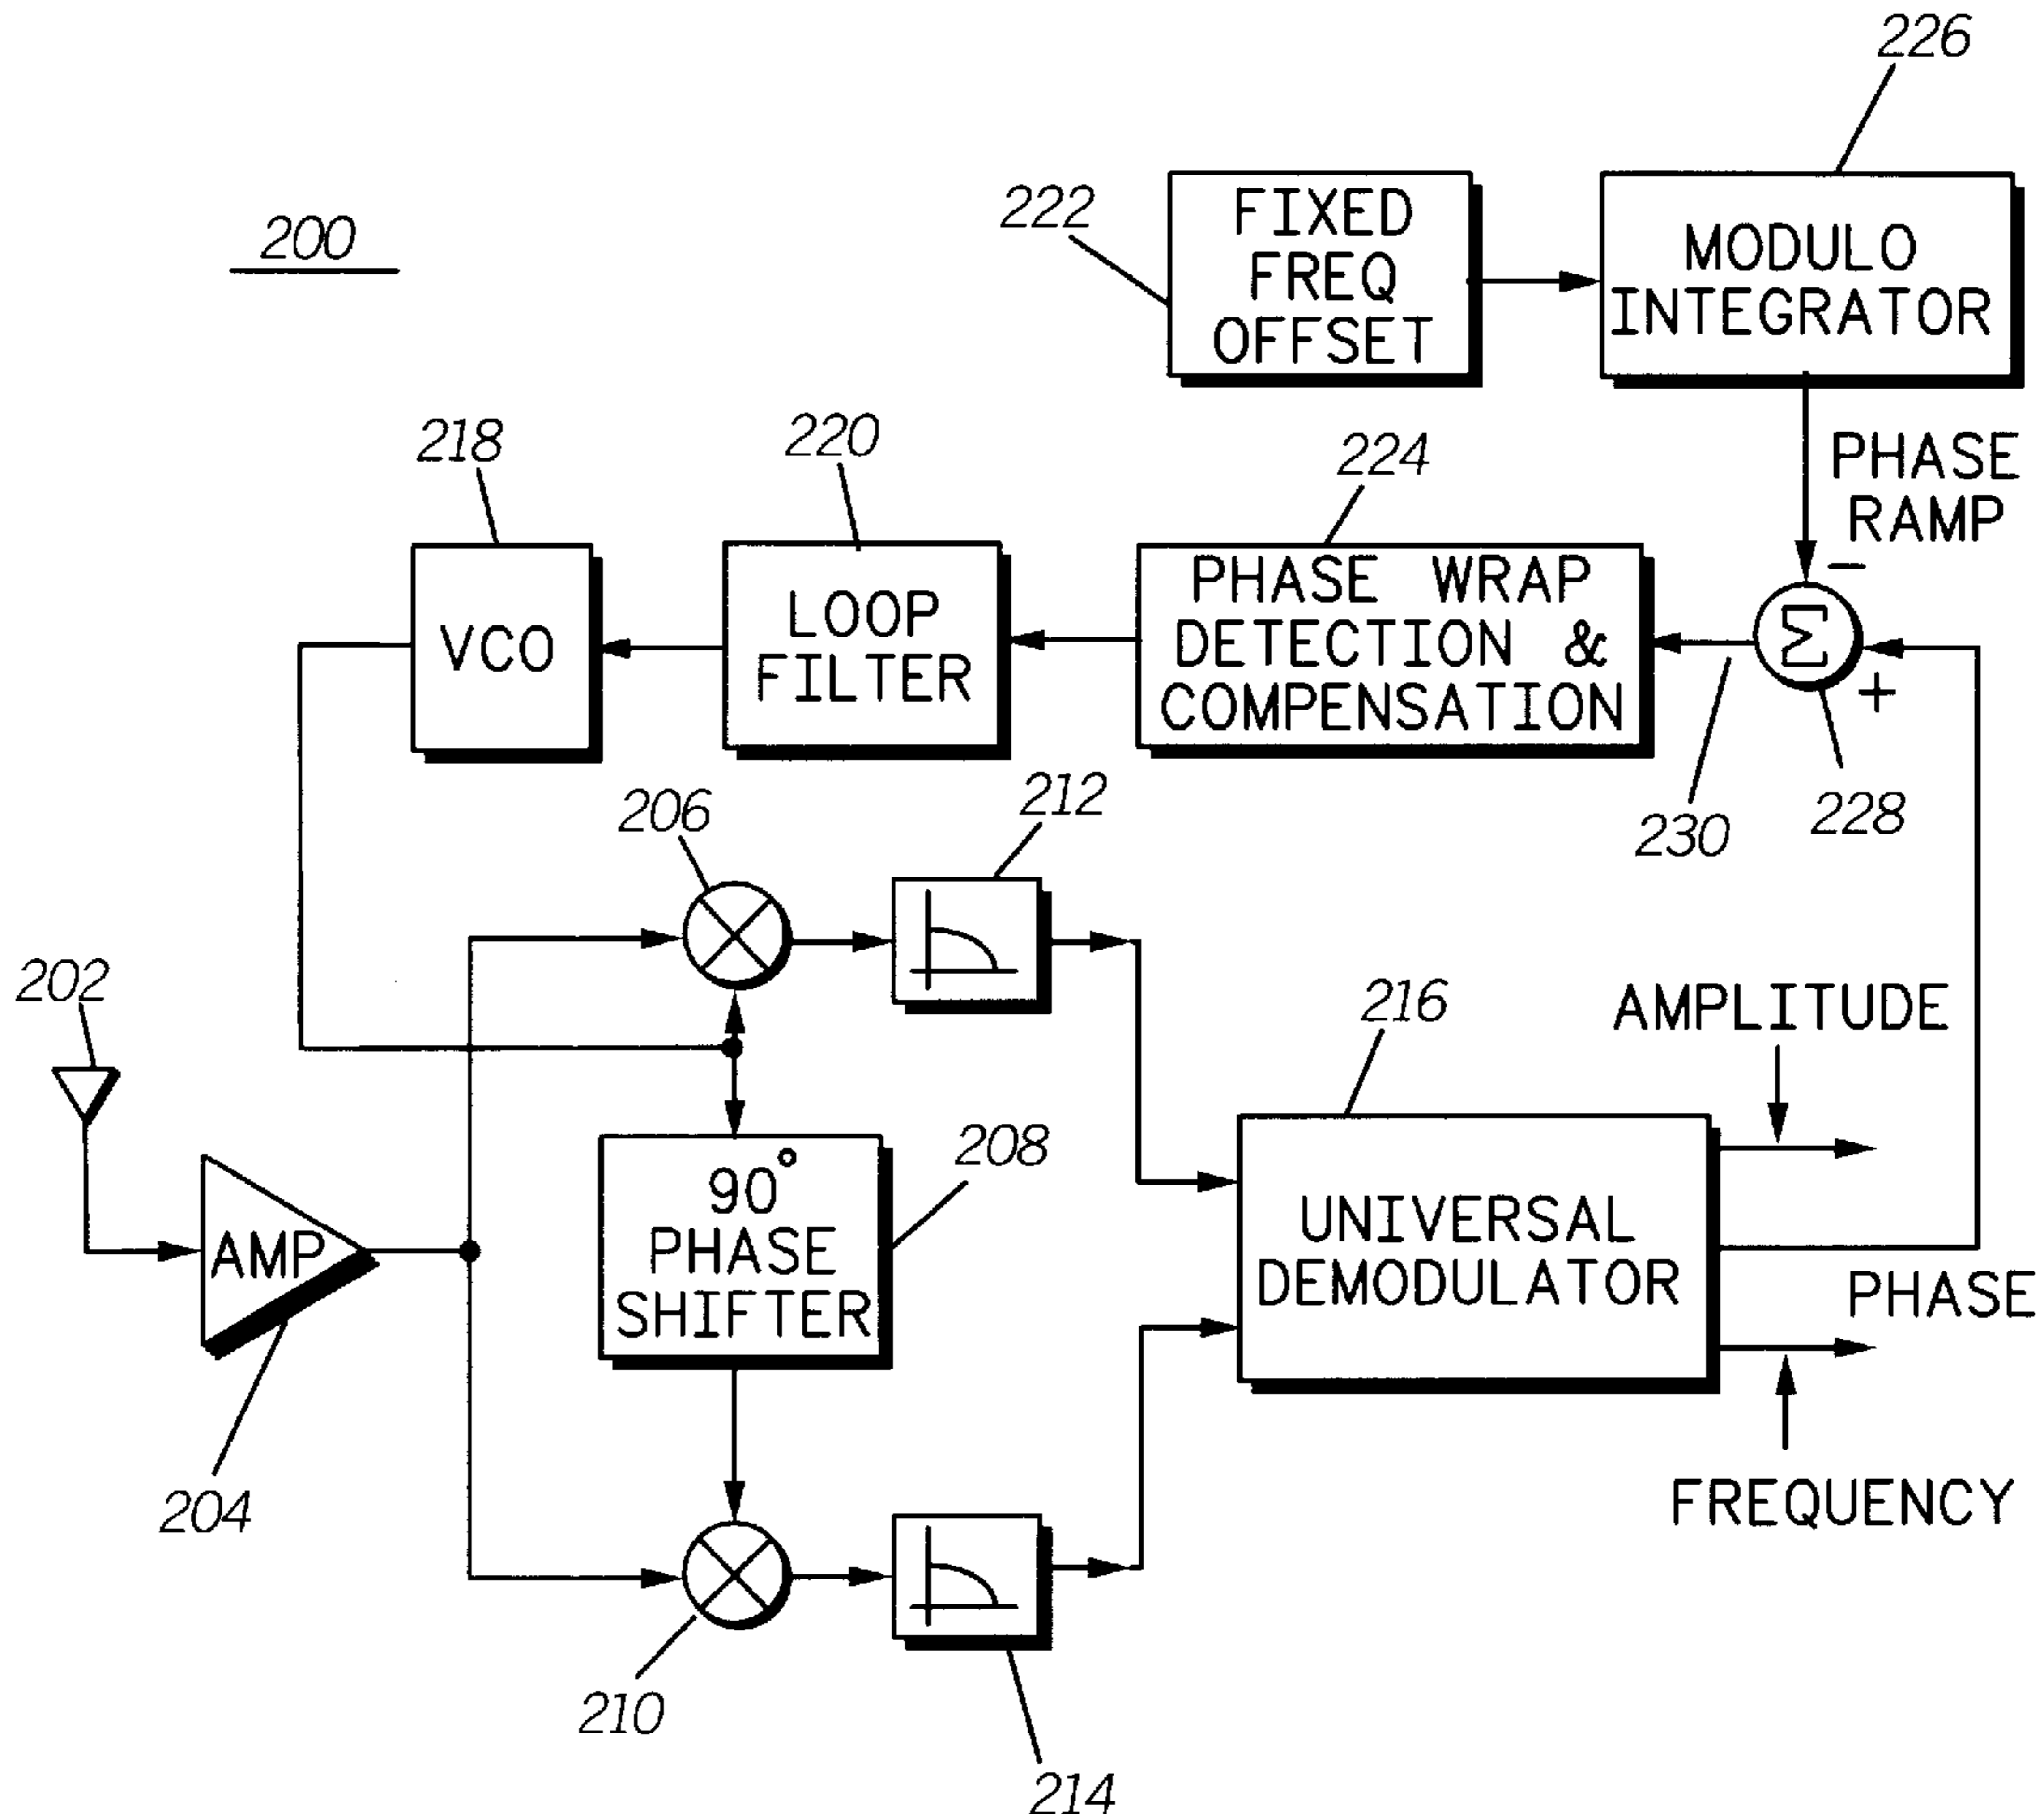 226
222
FIXED
FREQ
OFFSET
MODULO
INTEGRATOR
200
218
220
224
PHASE
RAMP
VCO
LOOP
FILTER
PHASE WRAP
DETECTION &
COMPENSATION
−
Σ
+
206
212
230
228
202
216
AMPLITUDE
90°
PHASE
SHIFTER
208
AMP
UNIVERSAL
DEMODULATOR
PHASE
204
FREQUENCY
210
214